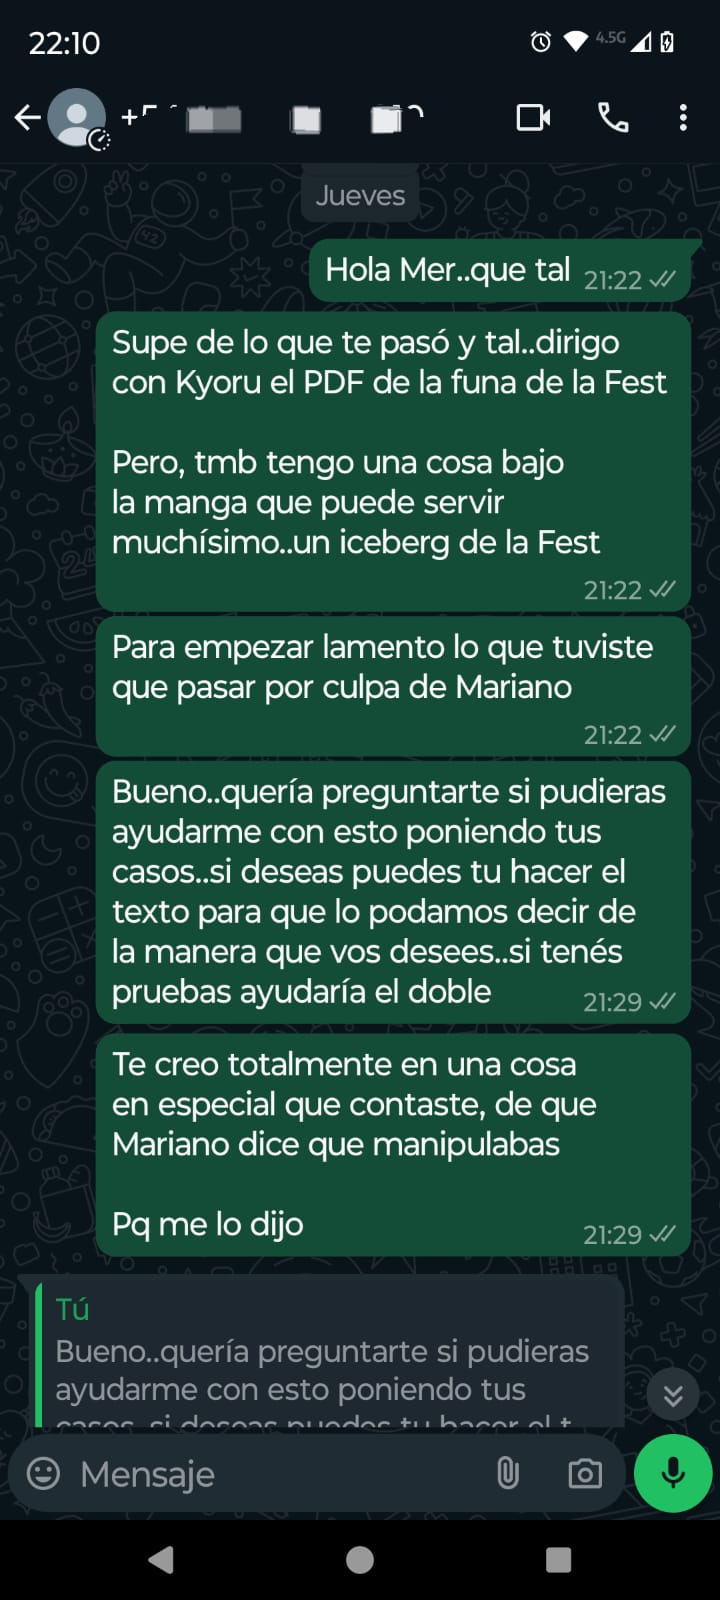 22:10
4.5G
Jueves
Hola Mer..que tal
21:22
Supe de lo que te pasó y tal..dirigo
con Kyoru el PDF de la funa de la Fest
Pero, tmb tengo una cosa bajo
la manga que puede servir
muchísimo..un iceberg de la Fest
21:22
Para empezar lamento lo que tuviste
que pasar por culpa de Mariano
21:22
Bueno..quería preguntarte si pudieras
ayudarme con esto poniendo tus
casos..si deseas puedes tu hacer el
texto para que lo podamos decir de
la manera que vos desees..si tenés
pruebas ayudaría el doble
21:29
Te creo totalmente en una cosa
en especial que contaste, de que
Mariano dice que manipulabas
Pq me lo dijo
21:29
Tú
Bueno..quería preguntarte si pudieras
ayudarme con esto poniendo tus
casos..si deseas puedes tu hacer el t
Mensaje